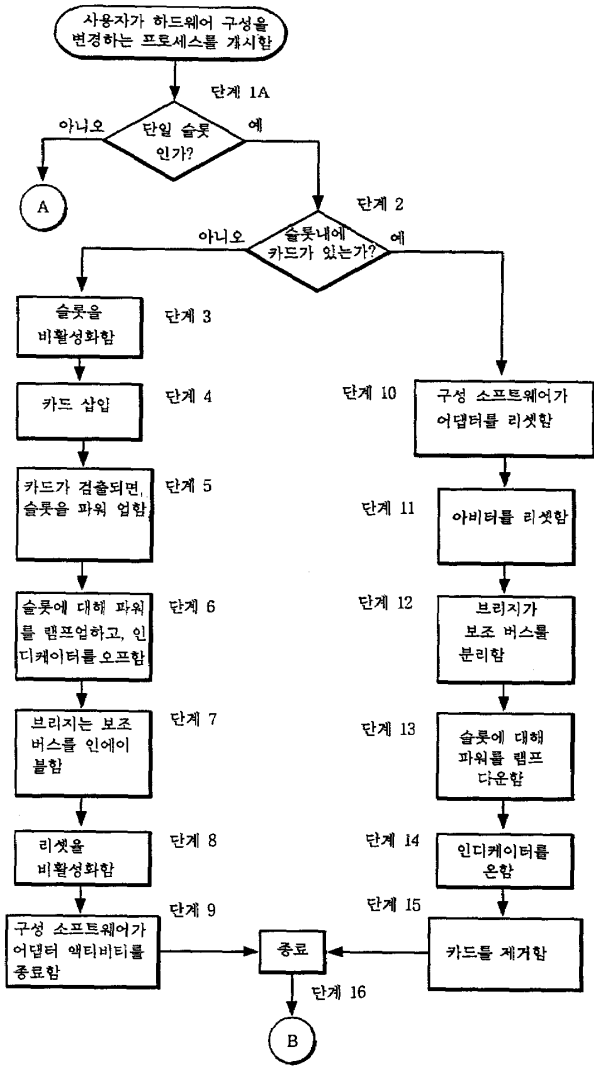 사용자가 하드웨어 구성을
변경하는 프로세스를 개시함
단계 1A
아니오
단일 슬롯
인가?
예
A
단계 2
아니오
슬롯내에
카드가 있는가?
예
슬롯을
비활성화함
단계 3
카드 삽입
단계 4
카드가 검출되면,
슬롯을 파워 업함
단계 5
슬롯에 대해 파워
를 램프업하고, 인
디케이터를 오프함
단계 6
브리지는 보조
버스를 인에이
블함
단계 7
리셋을
비활성화함
단계 8
구성 소프트웨어가
어댑터 액티비티를
종료함
단계 9
단계 10
구성 소프트웨어가
어댑터를 리셋함
단계 11
아비터를 리셋함
단계 12
브리지가
보조 버스를
분리함
단계 13
슬롯에 대해
파워를 램프
다운함
단계 14
인디케이터를
온함
단계 15
카드를 제거함
종료
단계 16
B